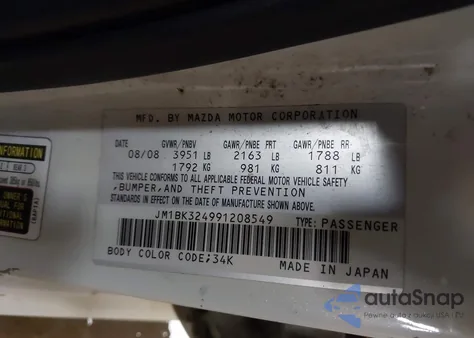 MFD. BY MAZDA MOTOR CORPORATION
DATE GVWR/PNBV GAWR/PNBE FRT GAWR/PNBE RR
08/08 3951 LB 2163 LB 1788 LB
1792 KG 981 KG 811 KG
THIS VEHICLE CONFORMS TO ALL APPLICABLE FEDERAL MOTOR VEHICLE SAFETY
,BUMPER,AND THEFT PREVENTION
STANDARDS IN EFFECT ON THE DATE OF MANUFACTURE SHOWN ABOVE.
JM1BK324991208549 TYPE: PASSENGER
BODY COLOR CODE;34K MADE IN JAPAN
autaSnap